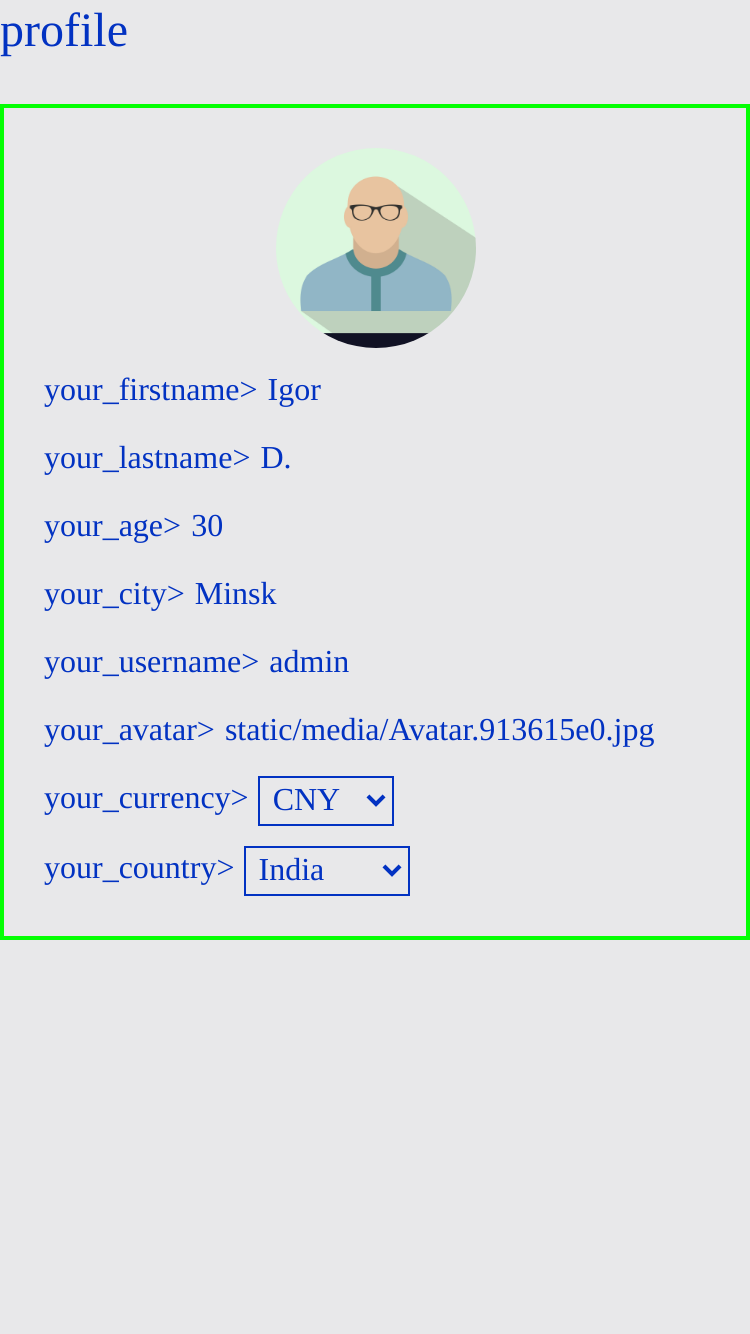 profile
your_firstname> Igor
your_lastname> D.
your_age> 30
your_city> Minsk
your_username> admin
your_avatar> static/media/Avatar.913615e0.jpg
your_currency> CNY
your_country> India